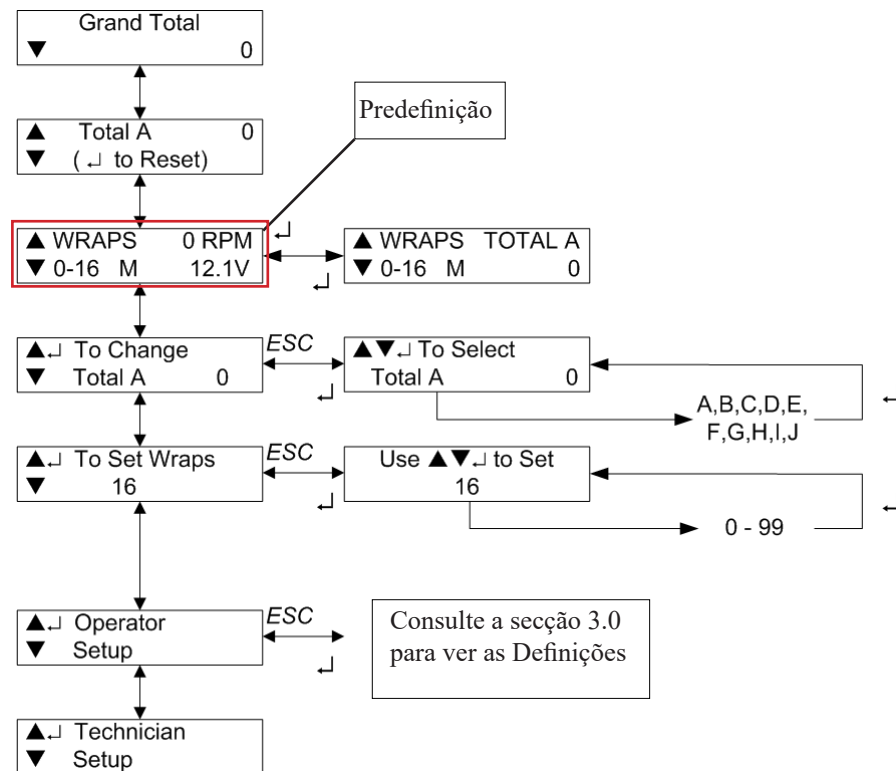 Grand Total
▼ 0
Predefinição
▲ Total A 0
▼ (↵ to Reset)
▲ WRAPS 0 RPM
▼ 0-16 M 12.1V
↵
↵
▲ WRAPS TOTAL A
▼ 0-16 M 0
▲↵ To Change
▼ Total A 0
ESC
↵
▲▼↵ To Select
Total A 0
A,B,C,D,E,
F,G,H,I,J
▲↵ To Set Wraps
▼ 16
ESC
↵
Use ▲▼↵ to Set
16
0 - 99
▲↵ Operator
▼ Setup
ESC
↵
Consulte a secção 3.0
para ver as Definições
▲↵ Technician
▼ Setup